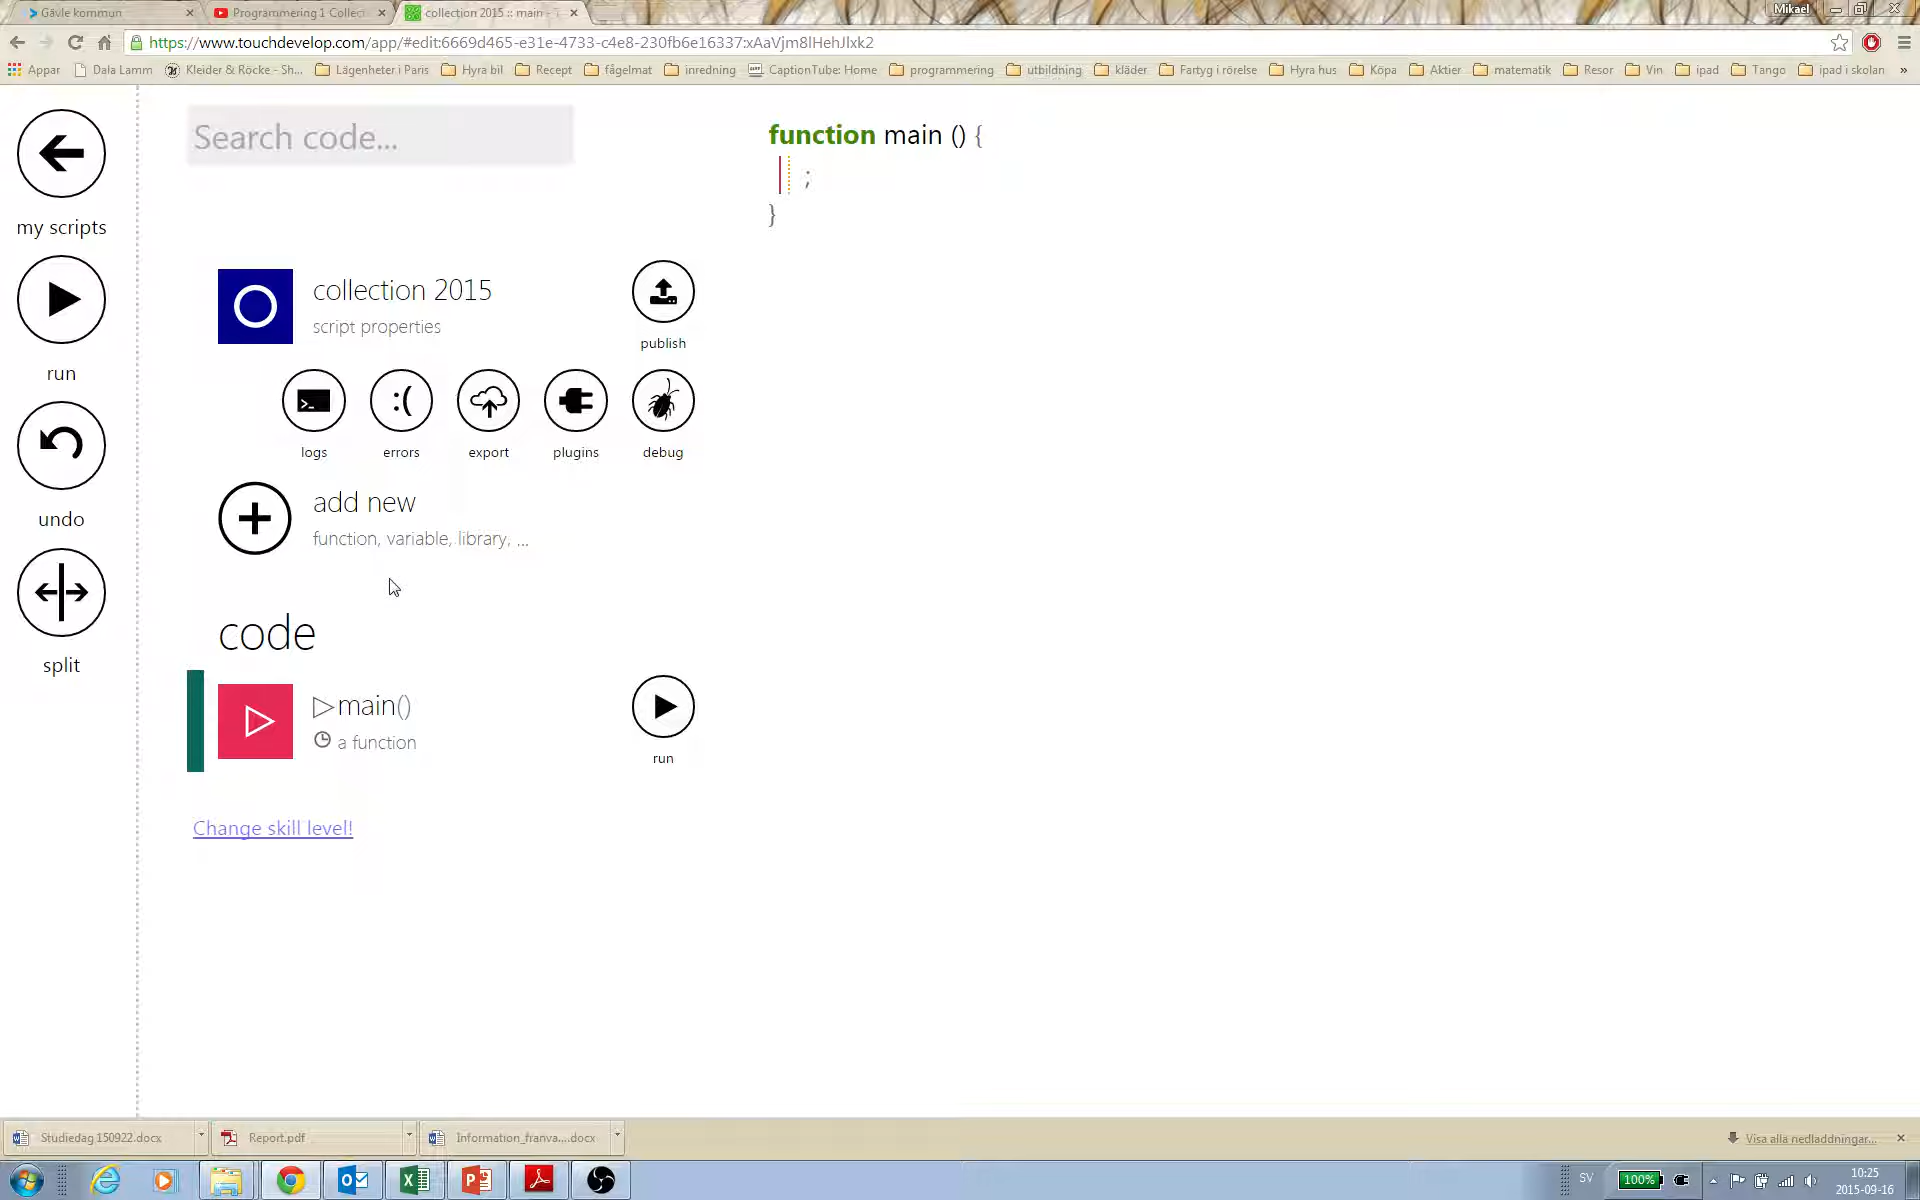 Gävle kommun
Programmering 1 Collect
collection 2015 :: main - T
Mikael
https://www.touchdevelop.com/app/#edit:6669d465-e31e-4733-c4e8-230fb6e16337:xAaVjm8lHehJlxk2
Appar Dala Lamm Kleider & Röcke - Sh... Lägenheter i Paris Hyra bil Recept fågelmat inredning CaptionTube: Home programmering utbildning kläder Fartyg i rörelse Hyra hus Köpa Aktier matematik Resor Vin ipad Tango ipad i skolan »
my scripts
run
undo
split
Search code...
collection 2015
script properties
publish
logs errors export plugins debug
add new
function, variable, library, ...
code
main()
a function
run
Change skill level!
function main () {
;
}
Studiedag 150922.docx
Report.pdf
Information_franva....docx
Visa alla nedladdningar...
SV
100%
10:25
2015-09-16